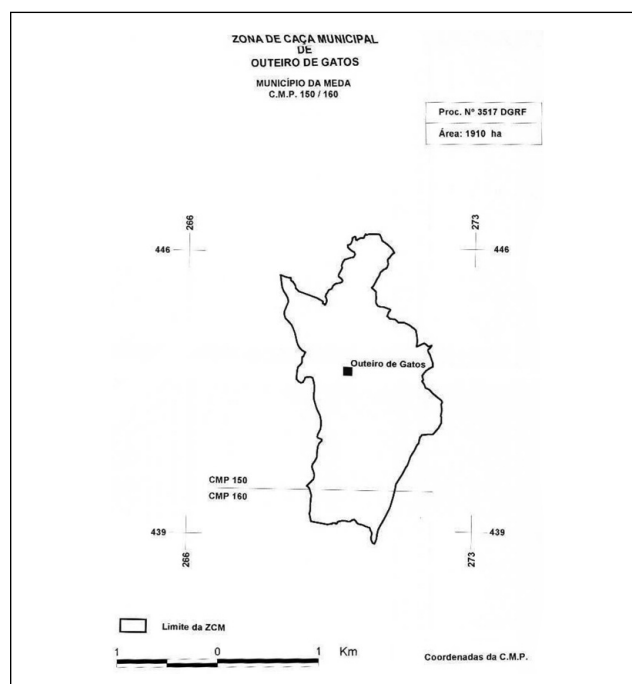 ZONA DE CAÇA MUNICIPAL
DE
OUTEIRO DE GATOS
MUNICÍPIO DA MEDA
C.M.P. 150 / 160
Proc. Nº 3517 DGRF
Área: 1910 ha
266
273
446
446
Outeiro de Gatos
CMP 150
CMP 160
439
439
266
273
Limite da ZCM
1 0 1 Km
Coordenadas da C.M.P.